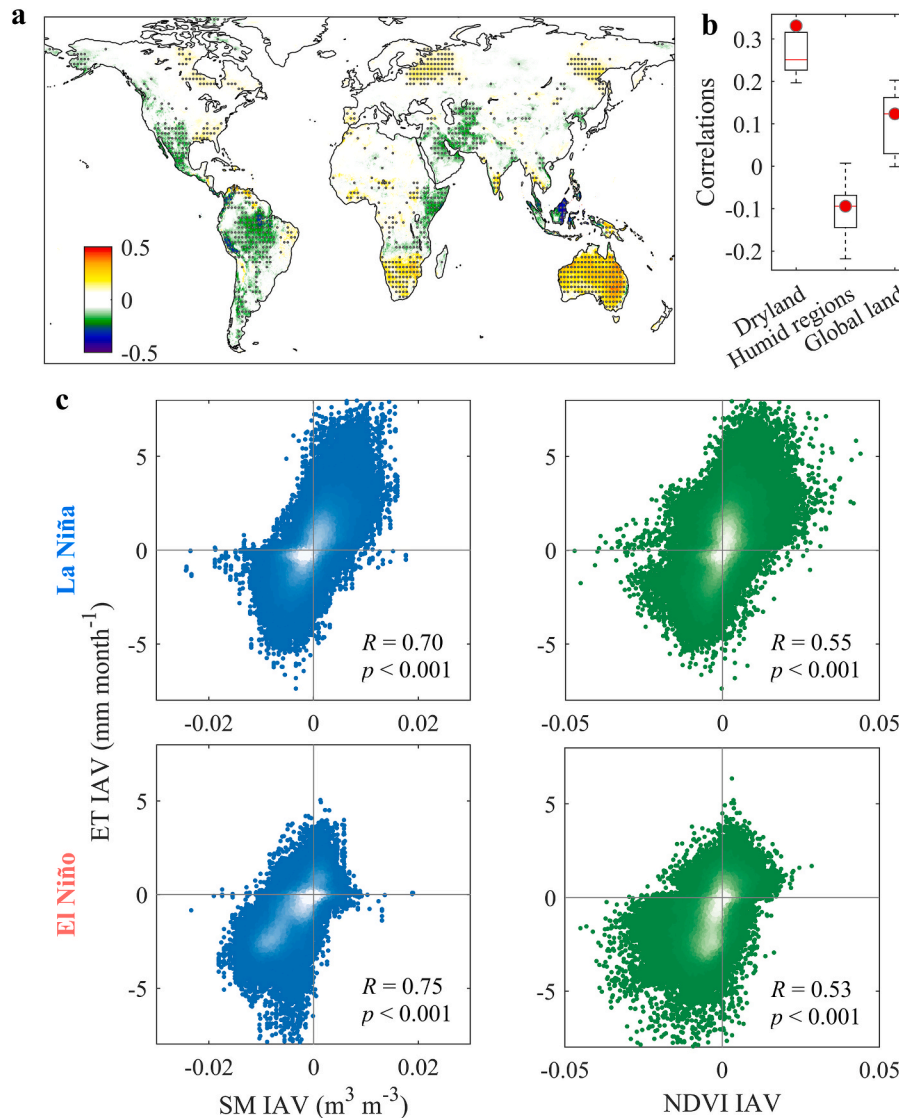 a
0.5
0
-0.5
b
Correlations
0.3
0.2
0.1
0
-0.1
-0.2
Dryland
Humid regions
Global land
c
La Niña
El Niño
ET IAV (mm month⁻¹)
5
0
-5
R = 0.70
p < 0.001
-0.02 0 0.02
R = 0.55
p < 0.001
-0.05 0 0.05
5
0
-5
R = 0.75
p < 0.001
-0.02 0 0.02
SM IAV (m³ m⁻³)
5
0
-5
R = 0.53
p < 0.001
-0.05 0 0.05
NDVI IAV